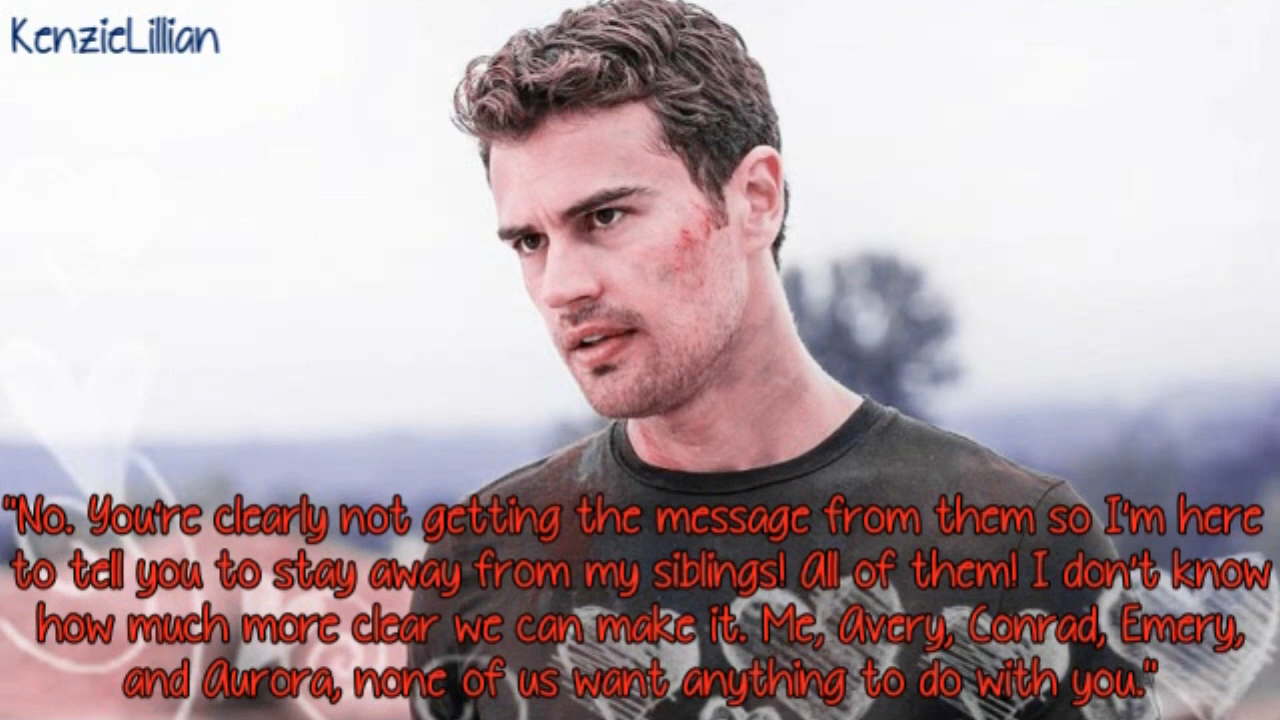 KenzieLillian
"No. You're clearly not getting the message from them so I'm here
to tell you to stay away from my siblings! All of them! I don't know
how much more clear we can make it. Me, Avery, Conrad, Emery,
and Aurora, none of us want anything to do with you."